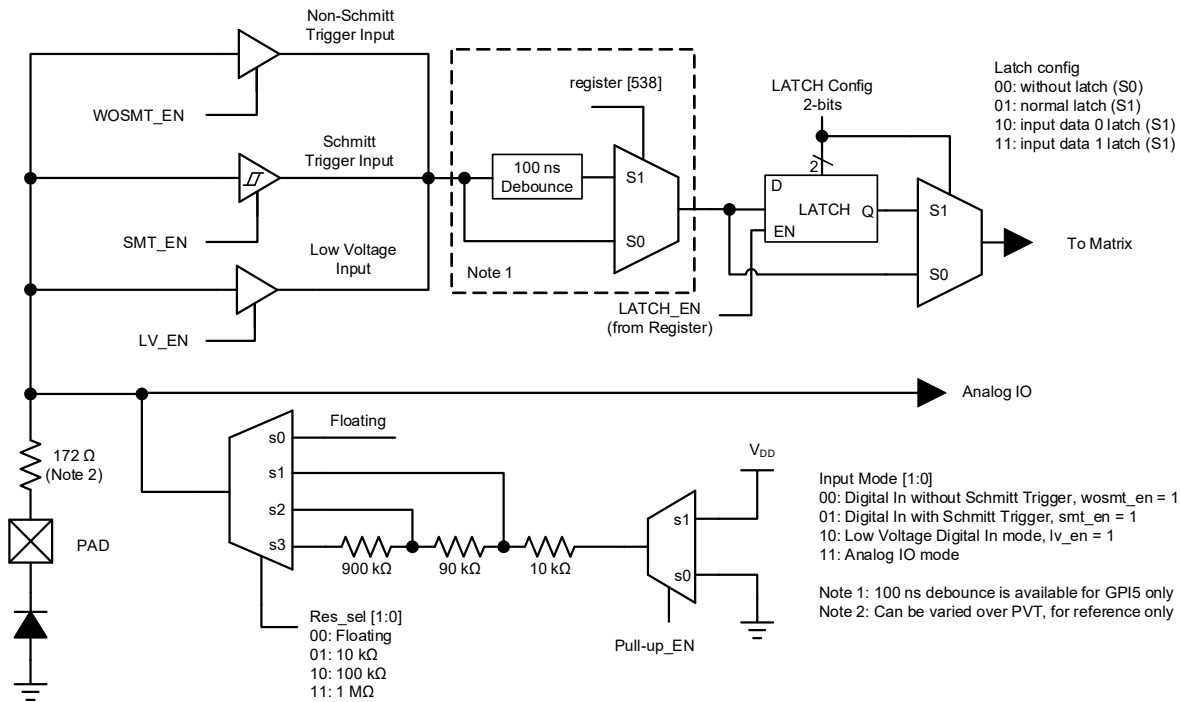 Non-Schmitt
Trigger Input
WOSMT_EN
Schmitt
Trigger Input
SMT_EN
Low Voltage
Input
LV_EN
register [538]
100 ns
Debounce
S1
S0
Note 1
LATCH Config
2-bits
2
D
LATCH
Q
EN
LATCH_EN
(from Register)
S1
S0
To Matrix
Latch config
00: without latch (S0)
01: normal latch (S1)
10: input data 0 latch (S1)
11: input data 1 latch (S1)
Analog IO
172 Ω
(Note 2)
PAD
Floating
s0
s1
s2
s3
900 kΩ
90 kΩ
10 kΩ
Res_sel [1:0]
00: Floating
01: 10 kΩ
10: 100 kΩ
11: 1 MΩ
VDD
s1
s0
Pull-up_EN
Input Mode [1:0]
00: Digital In without Schmitt Trigger, wosmt_en = 1
01: Digital In with Schmitt Trigger, smt_en = 1
10: Low Voltage Digital In mode, lv_en = 1
11: Analog IO mode
Note 1: 100 ns debounce is available for GPI5 only
Note 2: Can be varied over PVT, for reference only